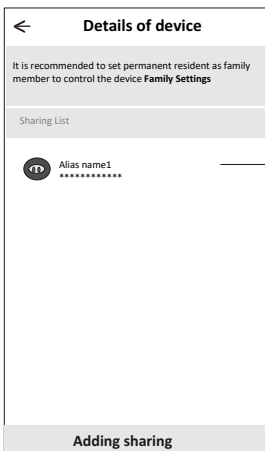 Details of device
It is recommended to set permanent resident as family
member to control the device Family Settings
Sharing List
Alias name1
************
Adding sharing